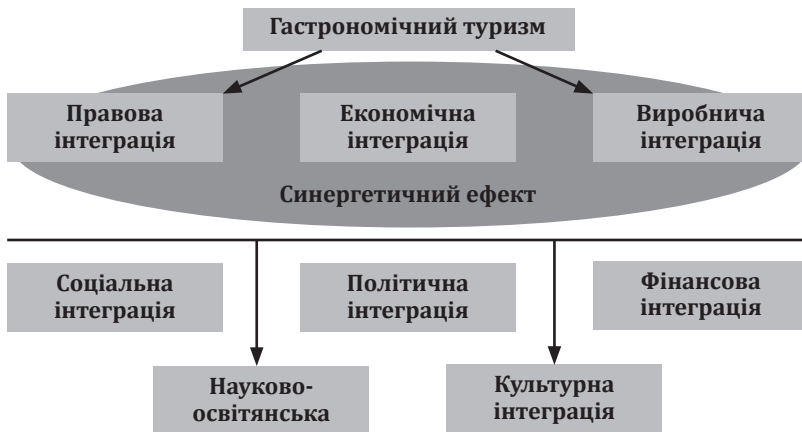 Гастрономічний туризм
Правова
інтеграція
Економічна
інтеграція
Виробнича
інтеграція
Синергетичний ефект
Соціальна
інтеграція
Політична
інтеграція
Фінансова
інтеграція
Науково-
освітянська
Культурна
інтеграція